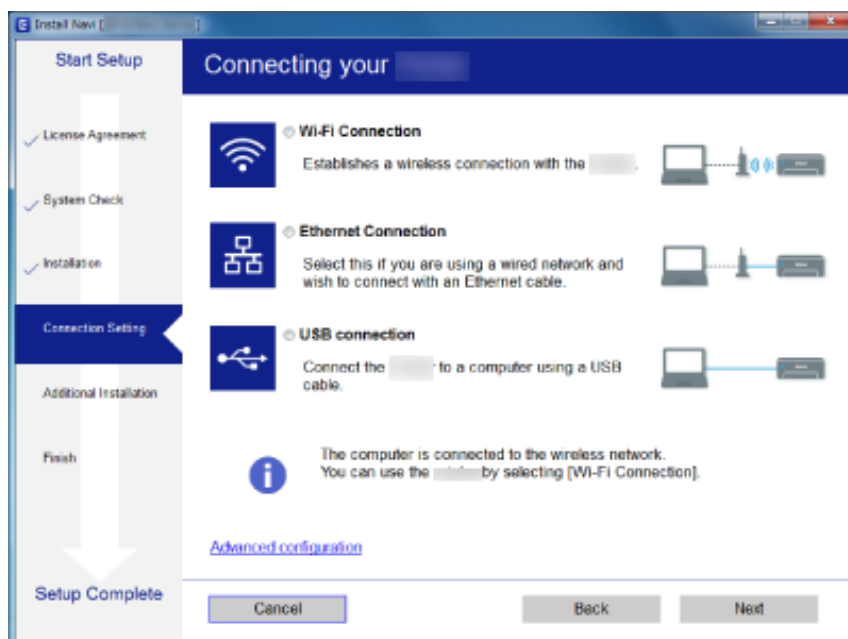 Install Navi [
]
Start Setup
License Agreement
System Check
Installation
Connection Setting
Additional Installation
Finish
Setup Complete
Connecting your
Wi-Fi Connection
Establishes a wireless connection with the .
Ethernet Connection
Select this if you are using a wired network and
wish to connect with an Ethernet cable.
USB connection
Connect the to a computer using a USB
cable.
The computer is connected to the wireless network.
You can use the by selecting [Wi-Fi Connection].
Advanced configuration
Cancel
Back
Next